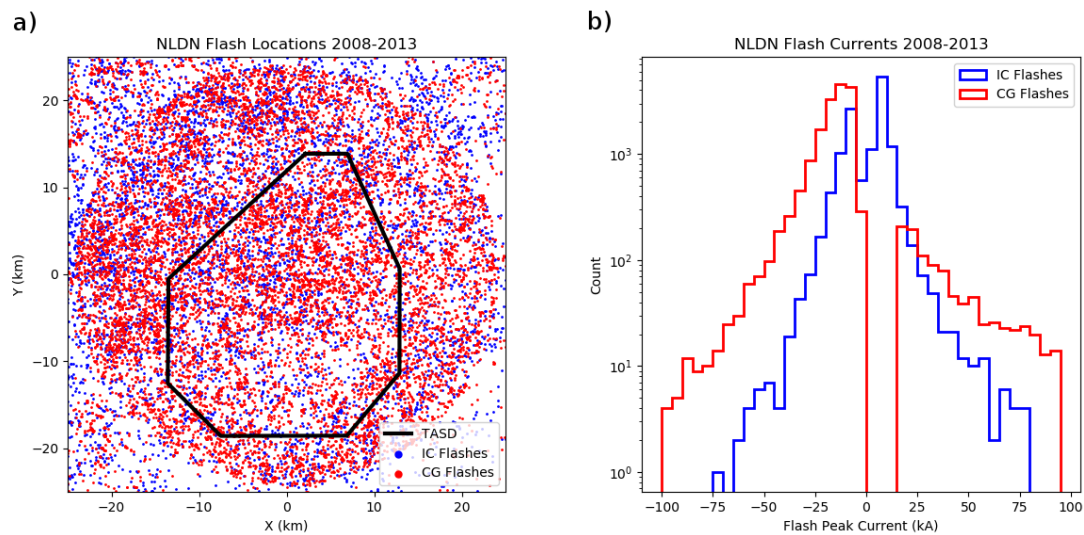 a)
NLDN Flash Locations 2008-2013
Y (km)
20
10
0
−10
−20
TASD
IC Flashes
CG Flashes
−20
−10
0
10
20
X (km)
b)
NLDN Flash Currents 2008-2013
IC Flashes
CG Flashes
Count
10³
10²
10¹
10⁰
−100
−75
−50
−25
0
25
50
75
100
Flash Peak Current (kA)